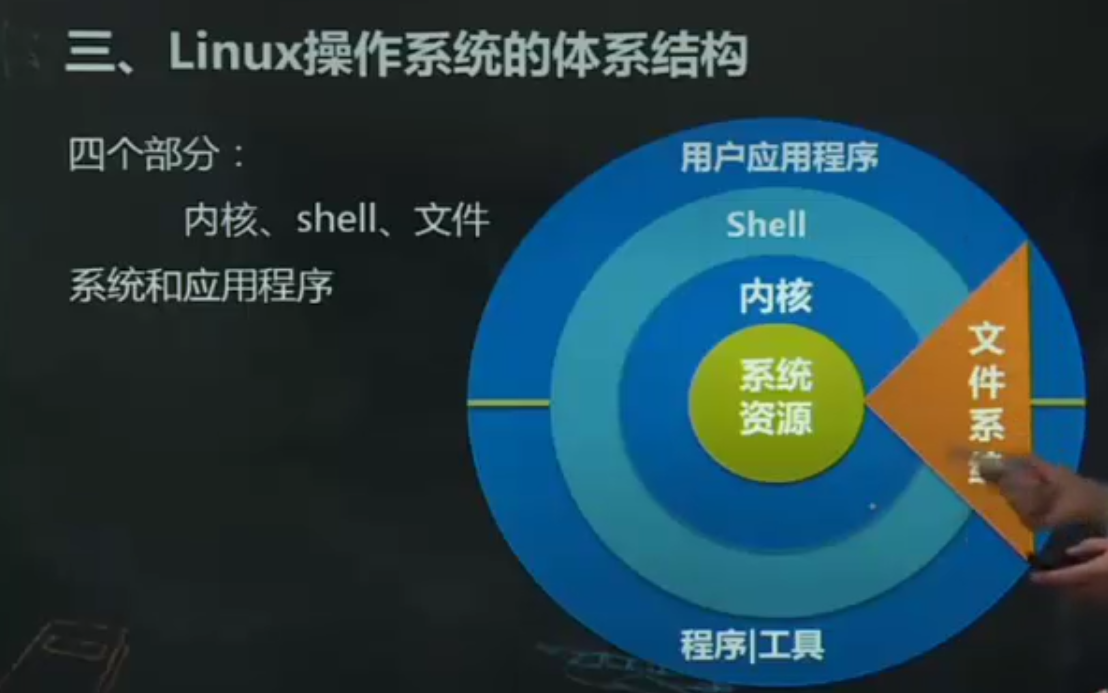 三、Linux操作系统的体系结构
四个部分：
内核、shell、文件
系统和应用程序
用户应用程序
Shell
内核
系统
资源
文
件
系
统
程序|工具